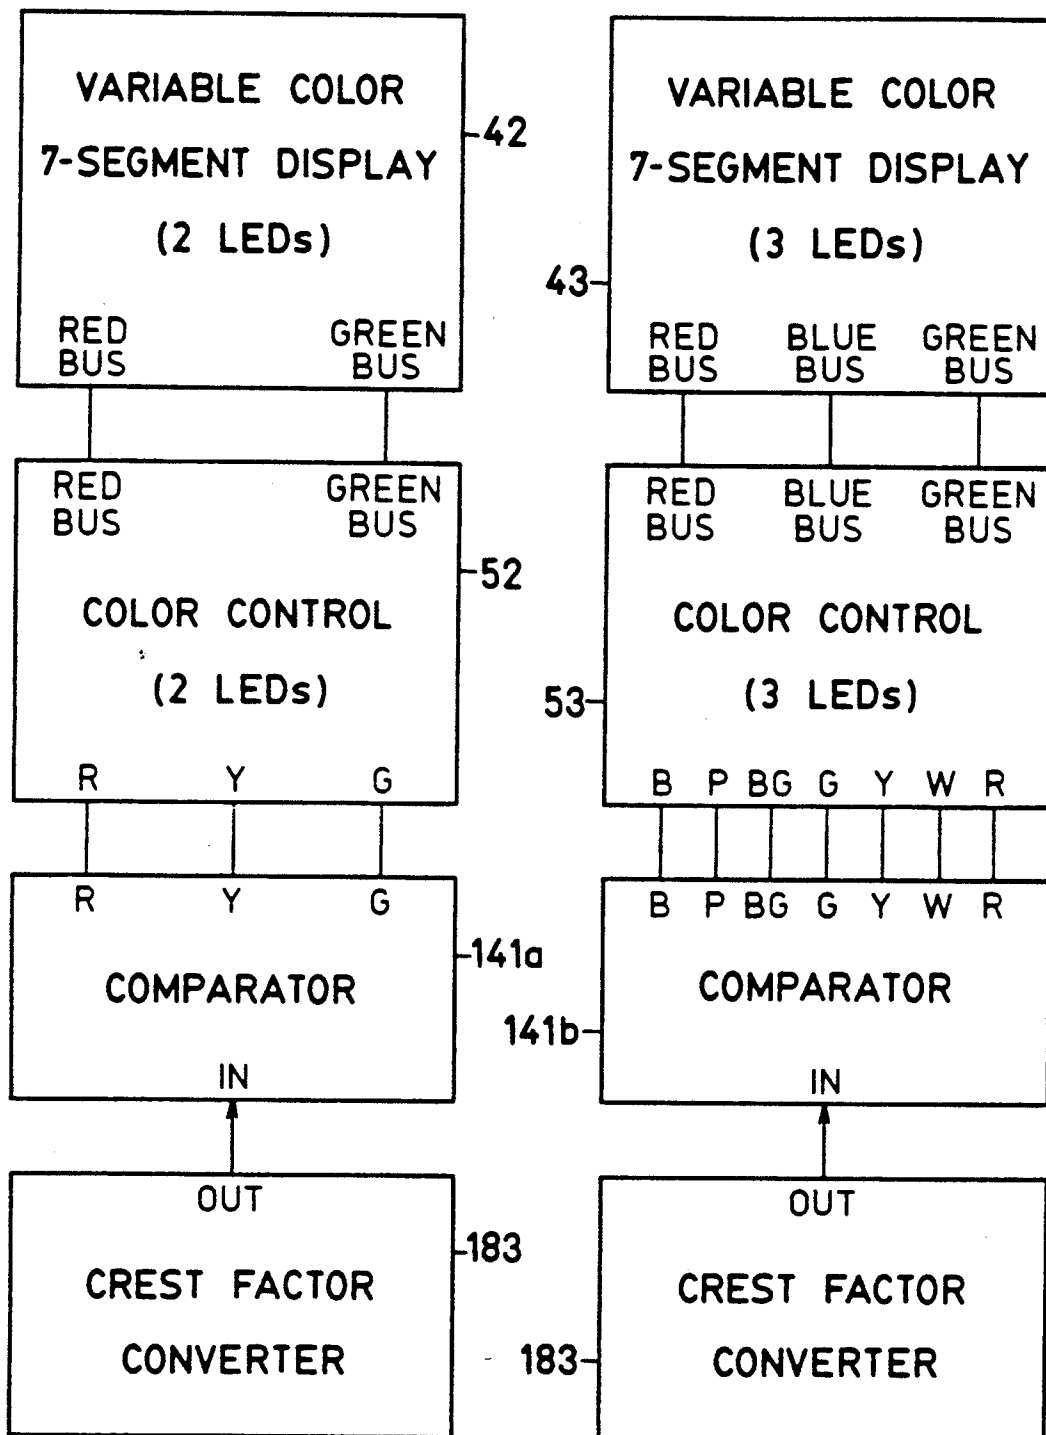 VARIABLE COLOR
7-SEGMENT DISPLAY
(2 LEDs)
RED BUS
GREEN BUS
42
RED BUS
GREEN BUS
COLOR CONTROL
(2 LEDs)
R Y G
52
R Y G
COMPARATOR
IN
141a
OUT
CREST FACTOR
CONVERTER
183
VARIABLE COLOR
7-SEGMENT DISPLAY
(3 LEDs)
RED BUS
BLUE BUS
GREEN BUS
43
RED BUS
BLUE BUS
GREEN BUS
COLOR CONTROL
(3 LEDs)
B P BG G Y W R
53
B P BG G Y W R
COMPARATOR
IN
141b
OUT
CREST FACTOR
CONVERTER
183